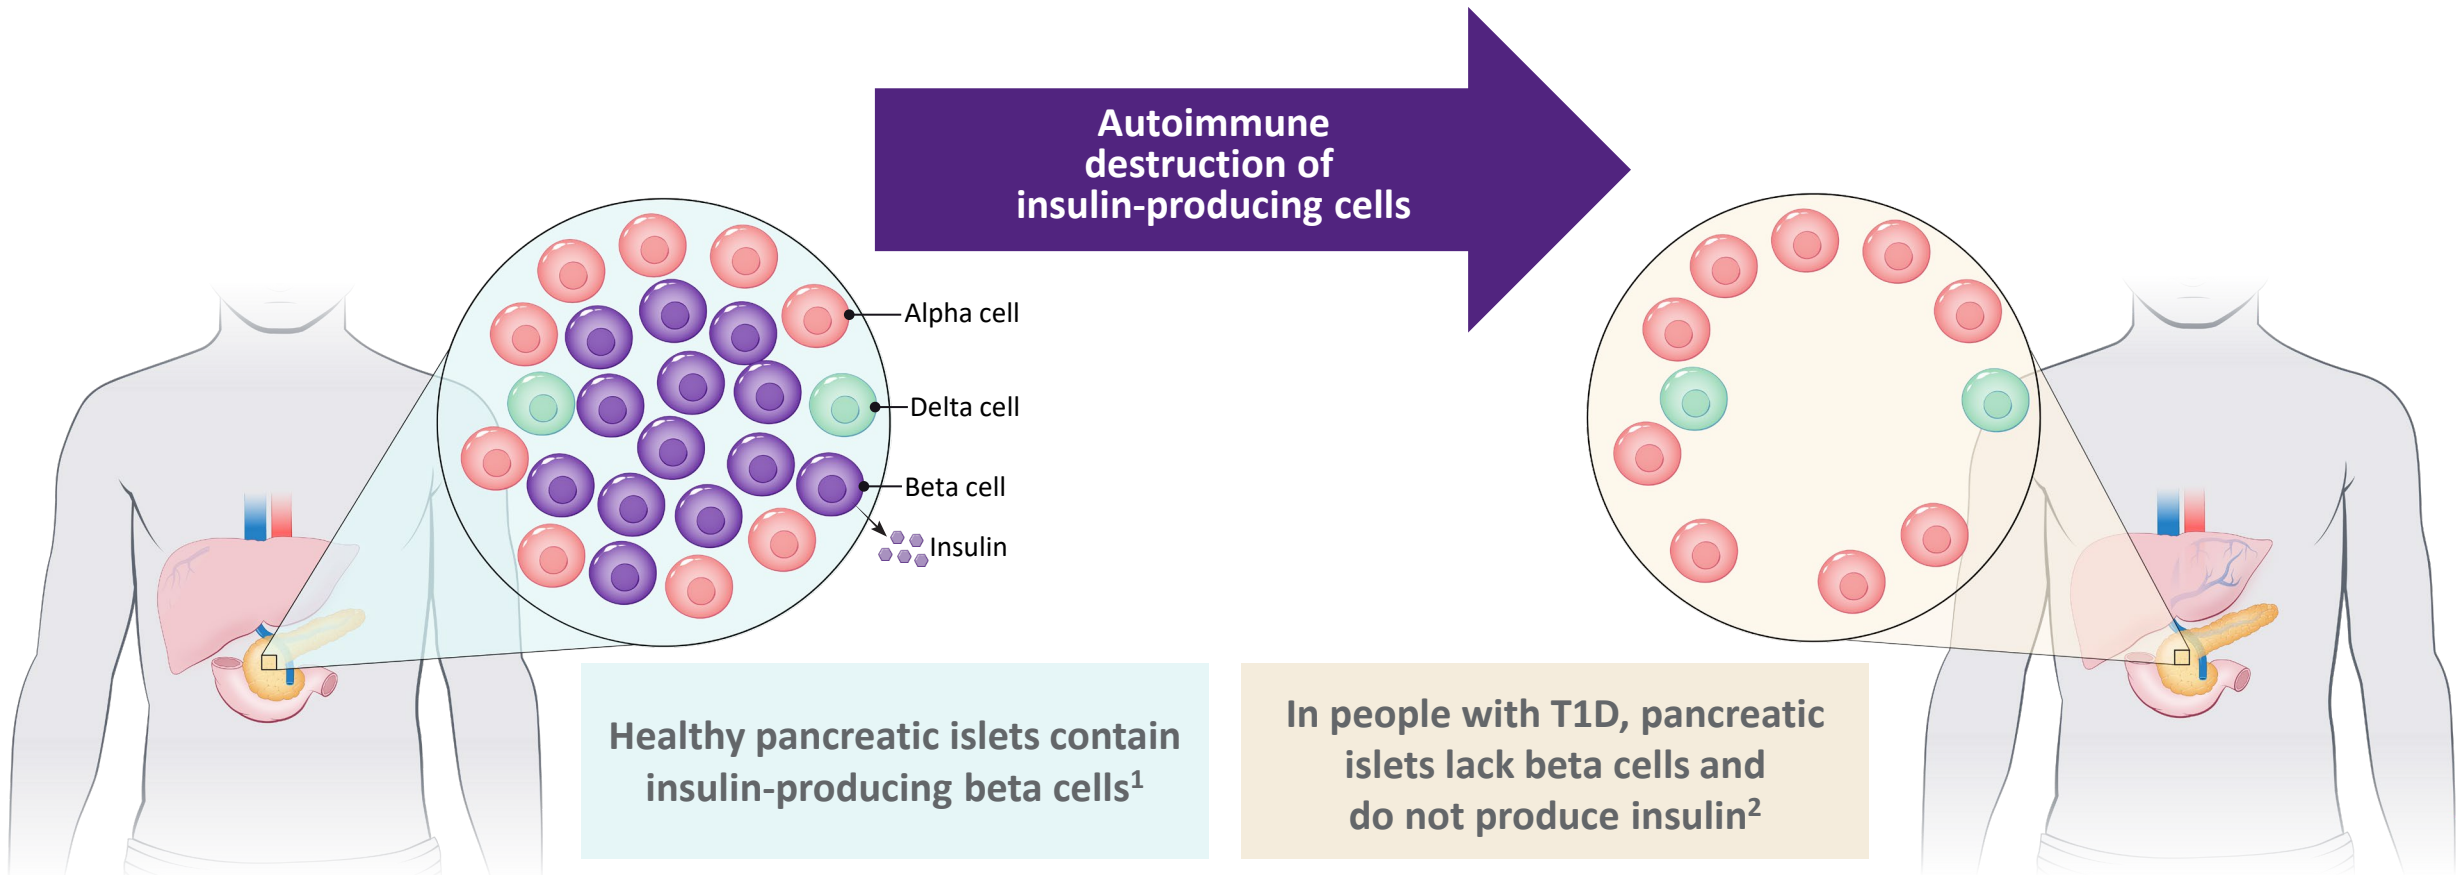 Autoimmune
destruction of
insulin-producing cells
Alpha cell
Delta cell
Beta cell
Insulin
Healthy pancreatic islets contain
insulin-producing beta cells¹
In people with T1D, pancreatic
islets lack beta cells and
do not produce insulin²